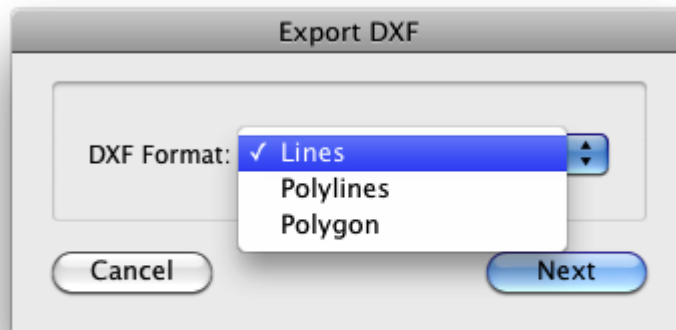 Export DXF
DXF Format: ✓ Lines
Polylines
Polygon
Cancel Next